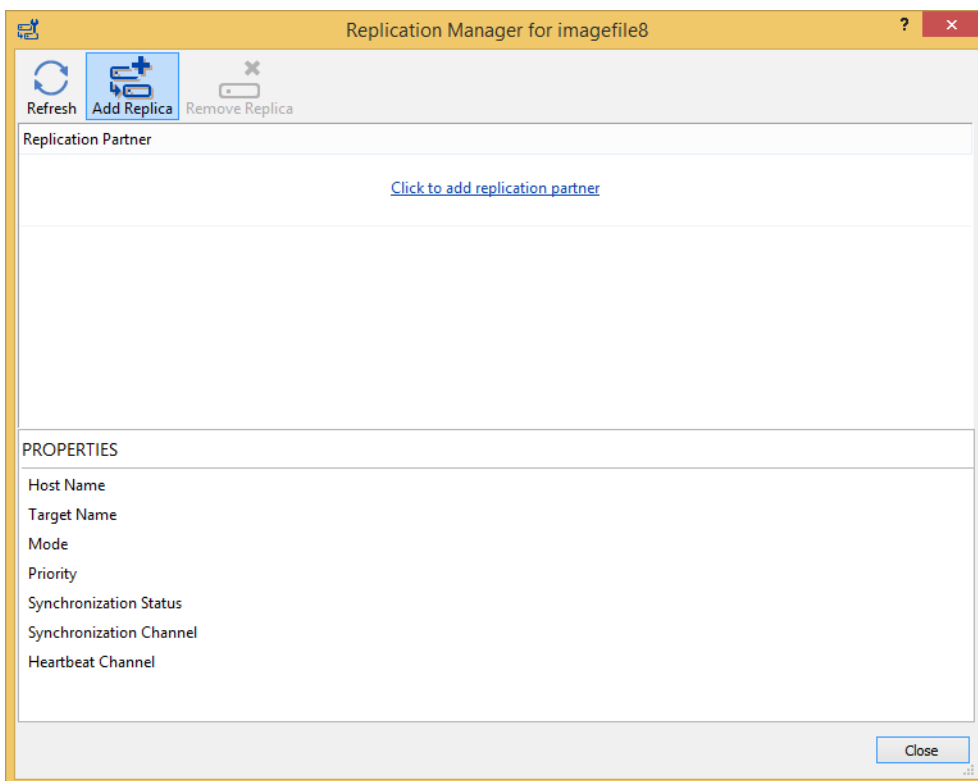 Replication Manager for imagefile8
?
Refresh Add Replica Remove Replica
Replication Partner
Click to add replication partner
PROPERTIES
Host Name
Target Name
Mode
Priority
Synchronization Status
Synchronization Channel
Heartbeat Channel
Close